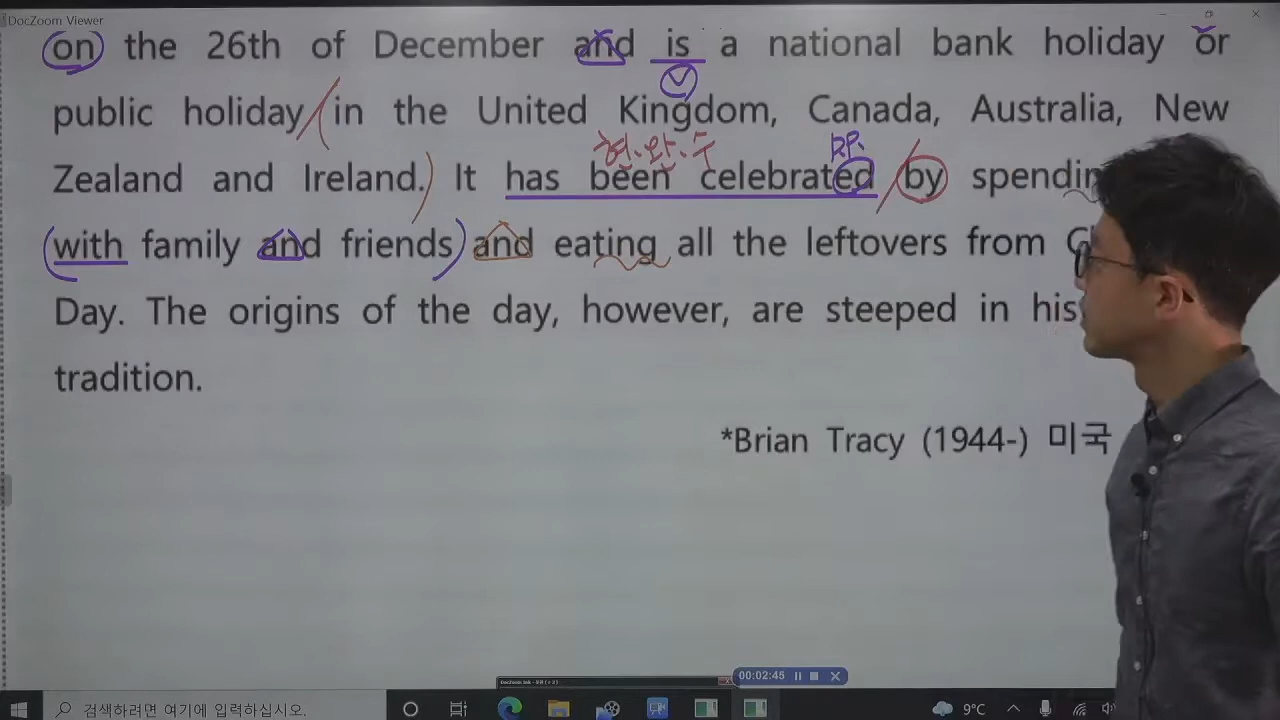 DocZoom Viewer
on the 26th of December and is a national bank holiday or
public holiday in the United Kingdom, Canada, Australia, New
현.완.수 P.P.
Zealand and Ireland. It has been celebrated by spendin
with family and friends and eating all the leftovers from
Day. The origins of the day, however, are steeped in his
tradition.
*Brian Tracy (1944-) 미국
00:02:45
검색하려면 여기에 입력하십시오.
9°C